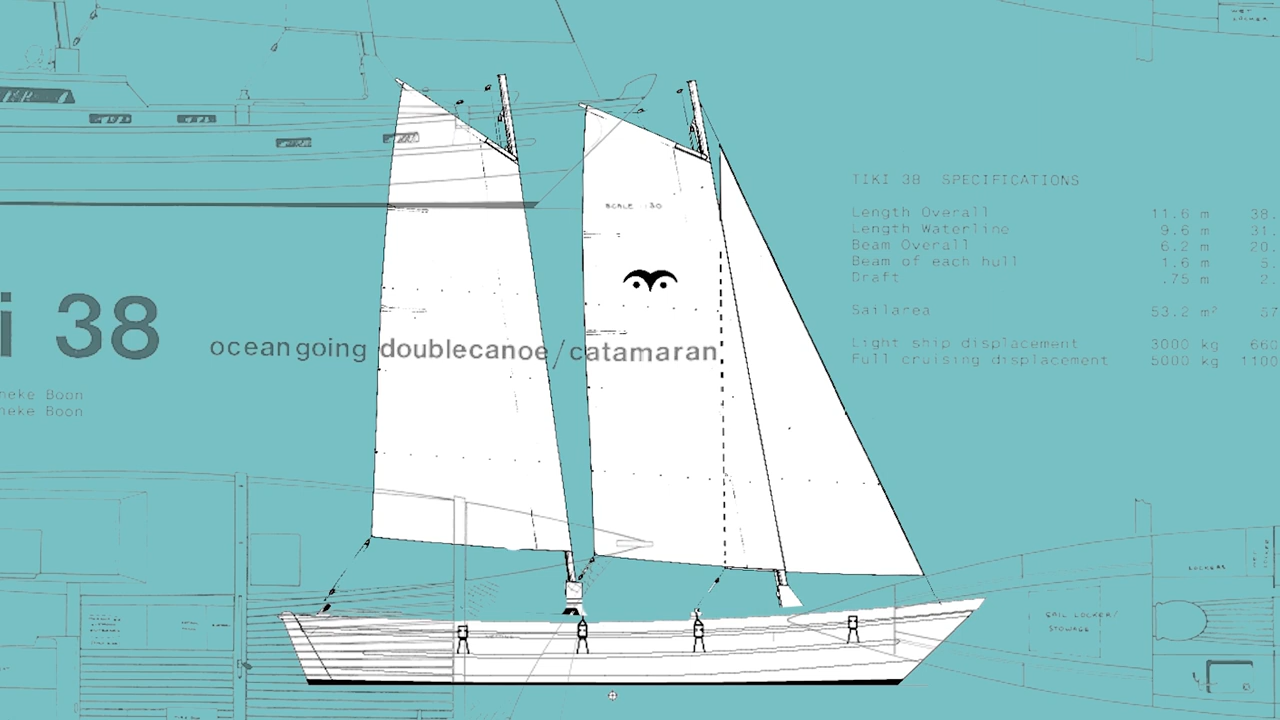 WET
LOCKER
TIKI 38 SPECIFICATIONS
SCALE 1:50
Length Overall 11.6 m 38.
Length Waterline 9.6 m 31.
Beam Overall 6.2 m 20.
Beam of each hull 1.6 m 5.
Draft .75 m 2.
Sailarea 53.2 m² 57
i 38
oceangoing doublecanoe/catamaran
Light ship displacement 3000 kg 660
Full cruising displacement 5000 kg 1100
neke Boon
neke Boon
LOCKERS
LOCKER
SAIL LOCKER/
STOWAGE